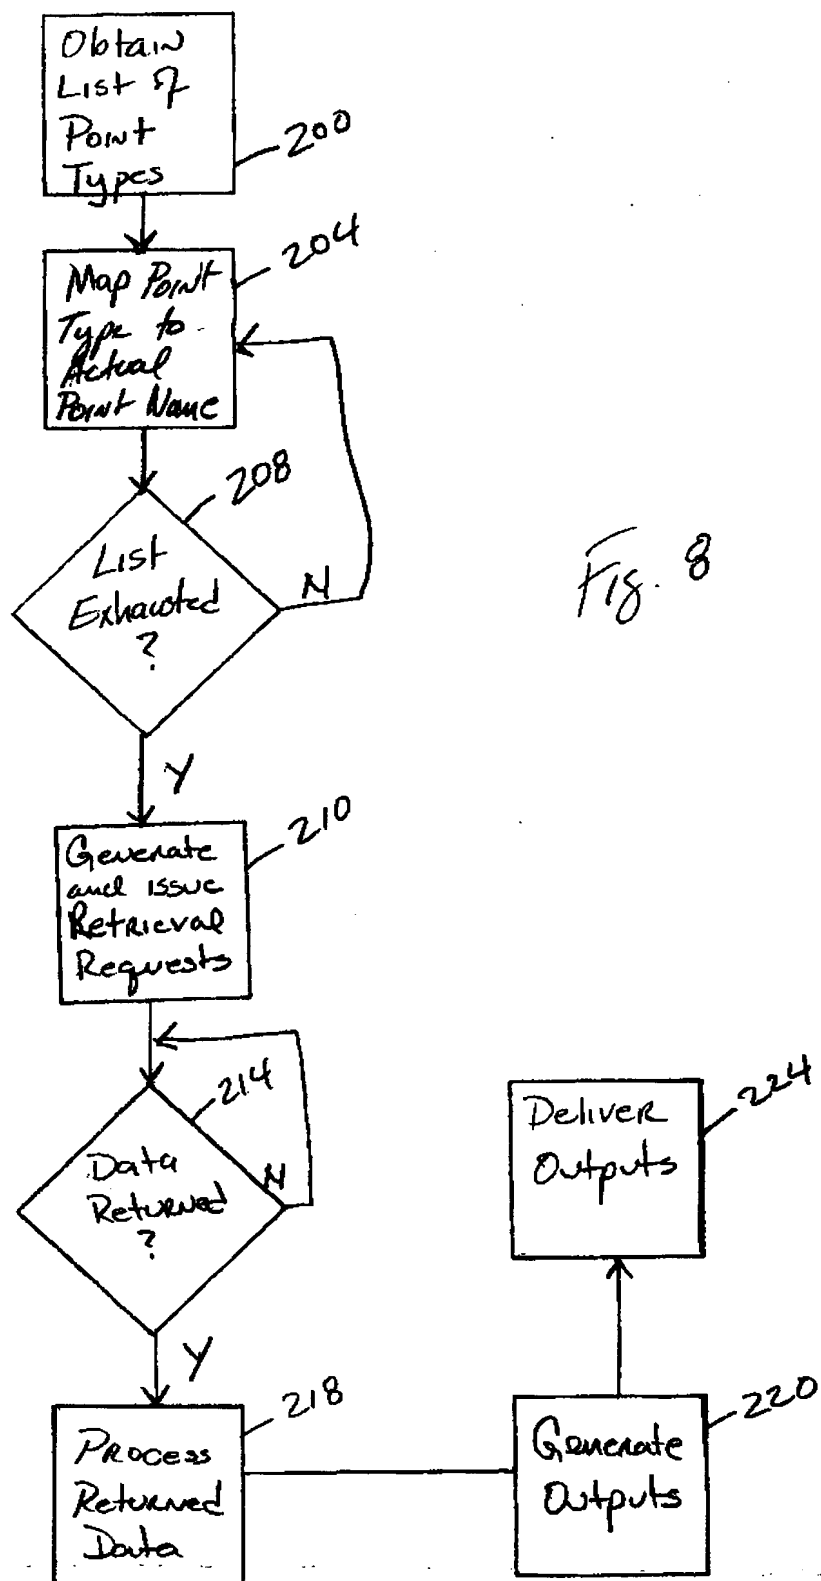 Obtain
List of
Point
Types
200
Map Point
Type to
Actual
Point Name
204
208
List
Exhausted
?
N
Fig. 8
Y
210
Generate
and issue
Retrieval
Requests
214
Data
Returned
?
N
Y
218
Process
Returned
Data
Generate
Outputs
220
Deliver
Outputs
224